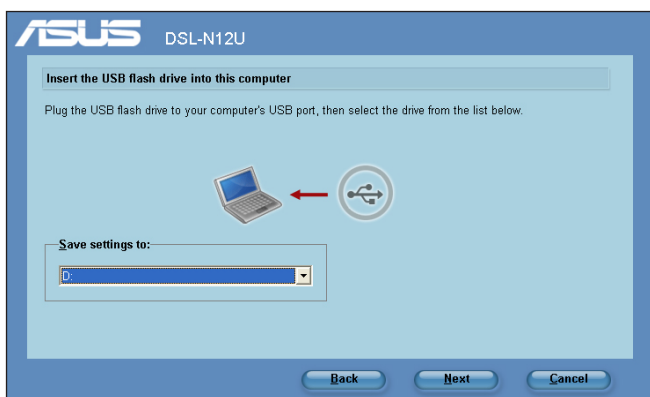 ASUS DSL-N12U
Insert the USB flash drive into this computer
Plug the USB flash drive to your computer's USB port, then select the drive from the list below.
Save settings to:
D:
Back Next Cancel